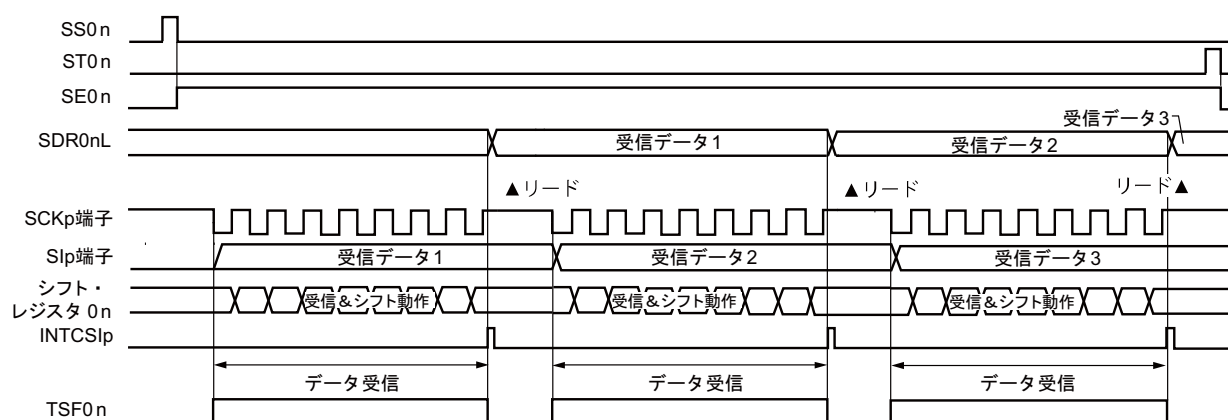 SS0n
ST0n
SE0n
受信データ3
SDR0nL 受信データ1 受信データ2
▲リード ▲リード リード▲
SCKp端子
SIp端子 受信データ1 受信データ2 受信データ3
シフト・
レジスタ 0n 受信&シフト動作 受信&シフト動作 受信&シフト動作
INTCSIp
データ受信 データ受信 データ受信
TSF0n